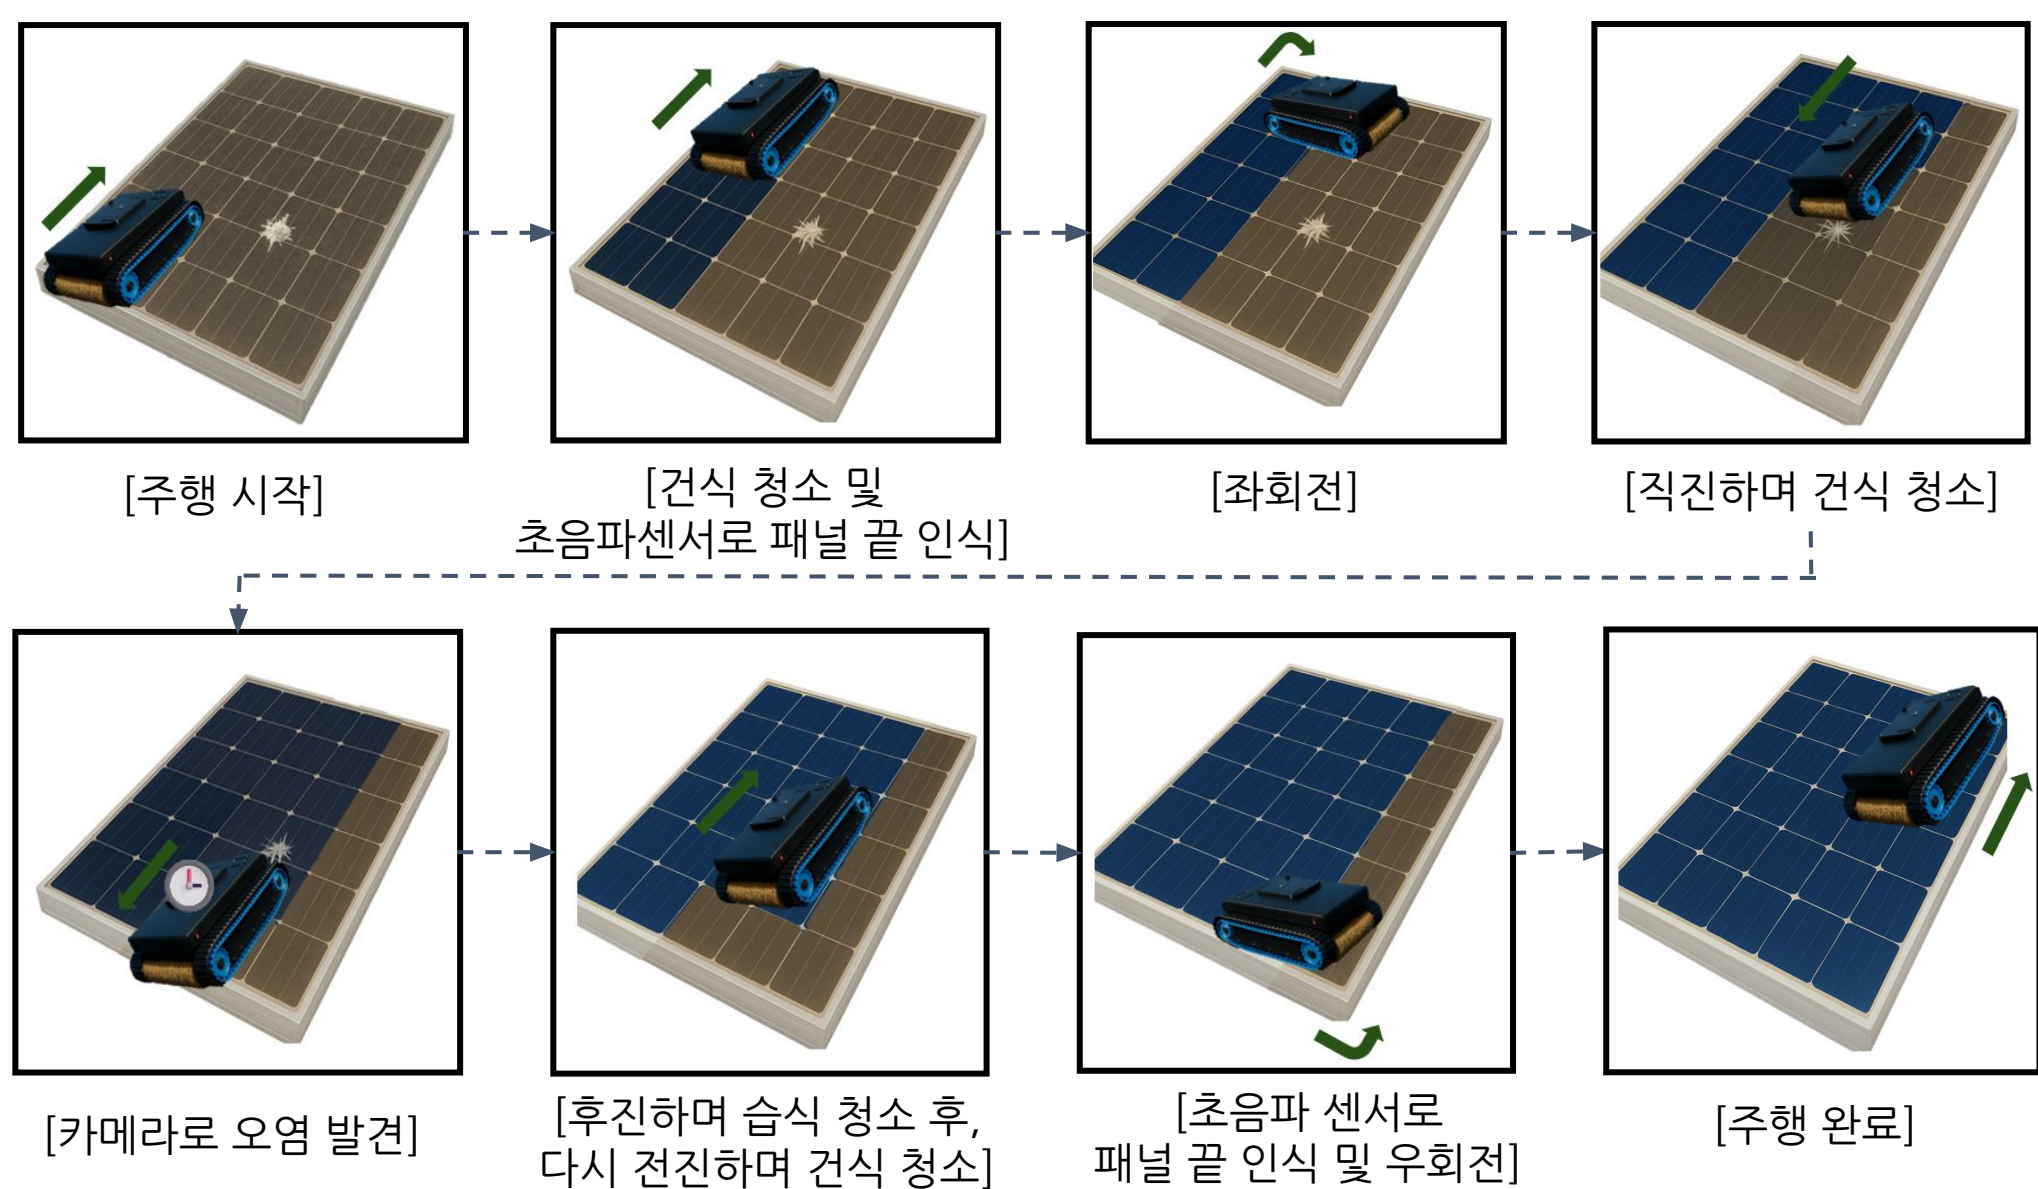 [주행 시작]
[건식 청소 및
초음파센서로 패널 끝 인식]
[좌회전]
[직진하며 건식 청소]
[카메라로 오염 발견]
[후진하며 습식 청소 후,
다시 전진하며 건식 청소]
[초음파 센서로
패널 끝 인식 및 우회전]
[주행 완료]